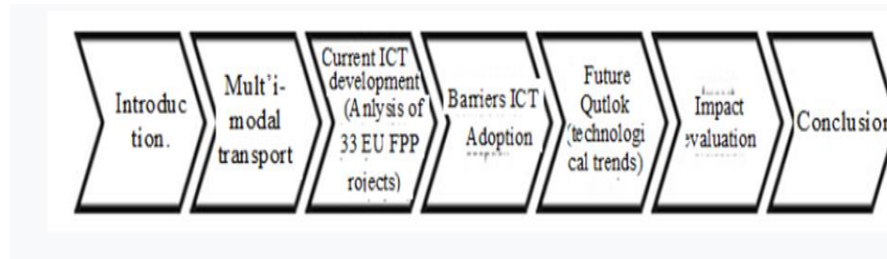 Introduc
tion.
Mult'i-
modal
transport
Current ICT
development
(Anlysis of
33 EU FPP
rojects)
Barriers ICT
Adoption
Future
Qutlok
(technologi
cal trends)
Impact
evaluation
Conclusion